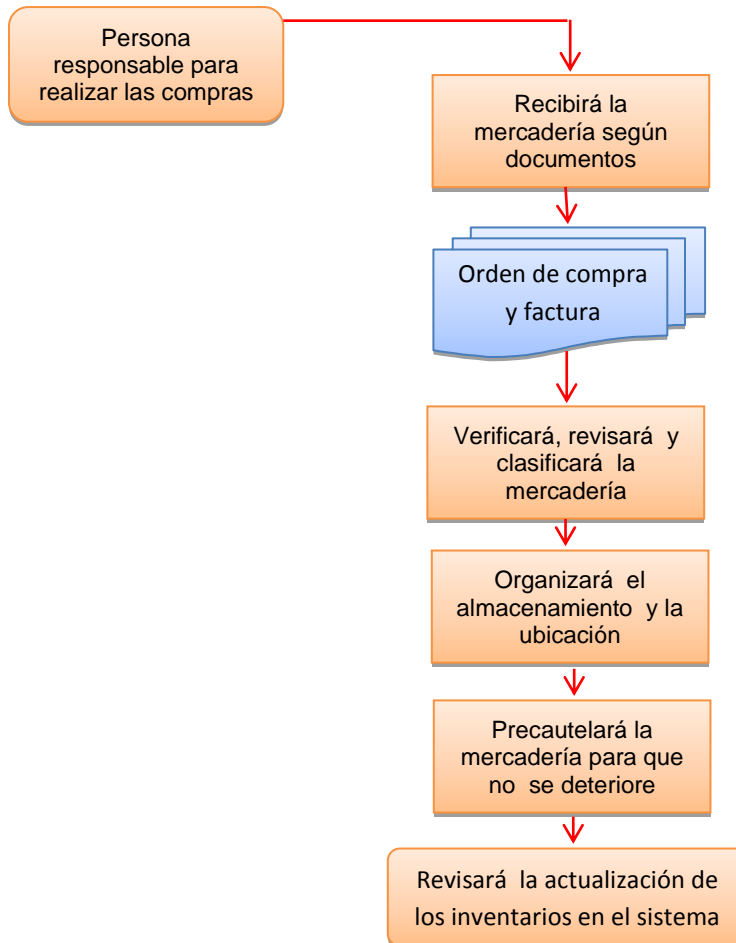 Persona
responsable para
realizar las compras
Recibirá la
mercadería según
documentos
Orden de compra
y factura
Verificará, revisará y
clasificará la
mercadería
Organizará el
almacenamiento y la
ubicación
Precautelará la
mercadería para que
no se deteriore
Revisará la actualización de
los inventarios en el sistema